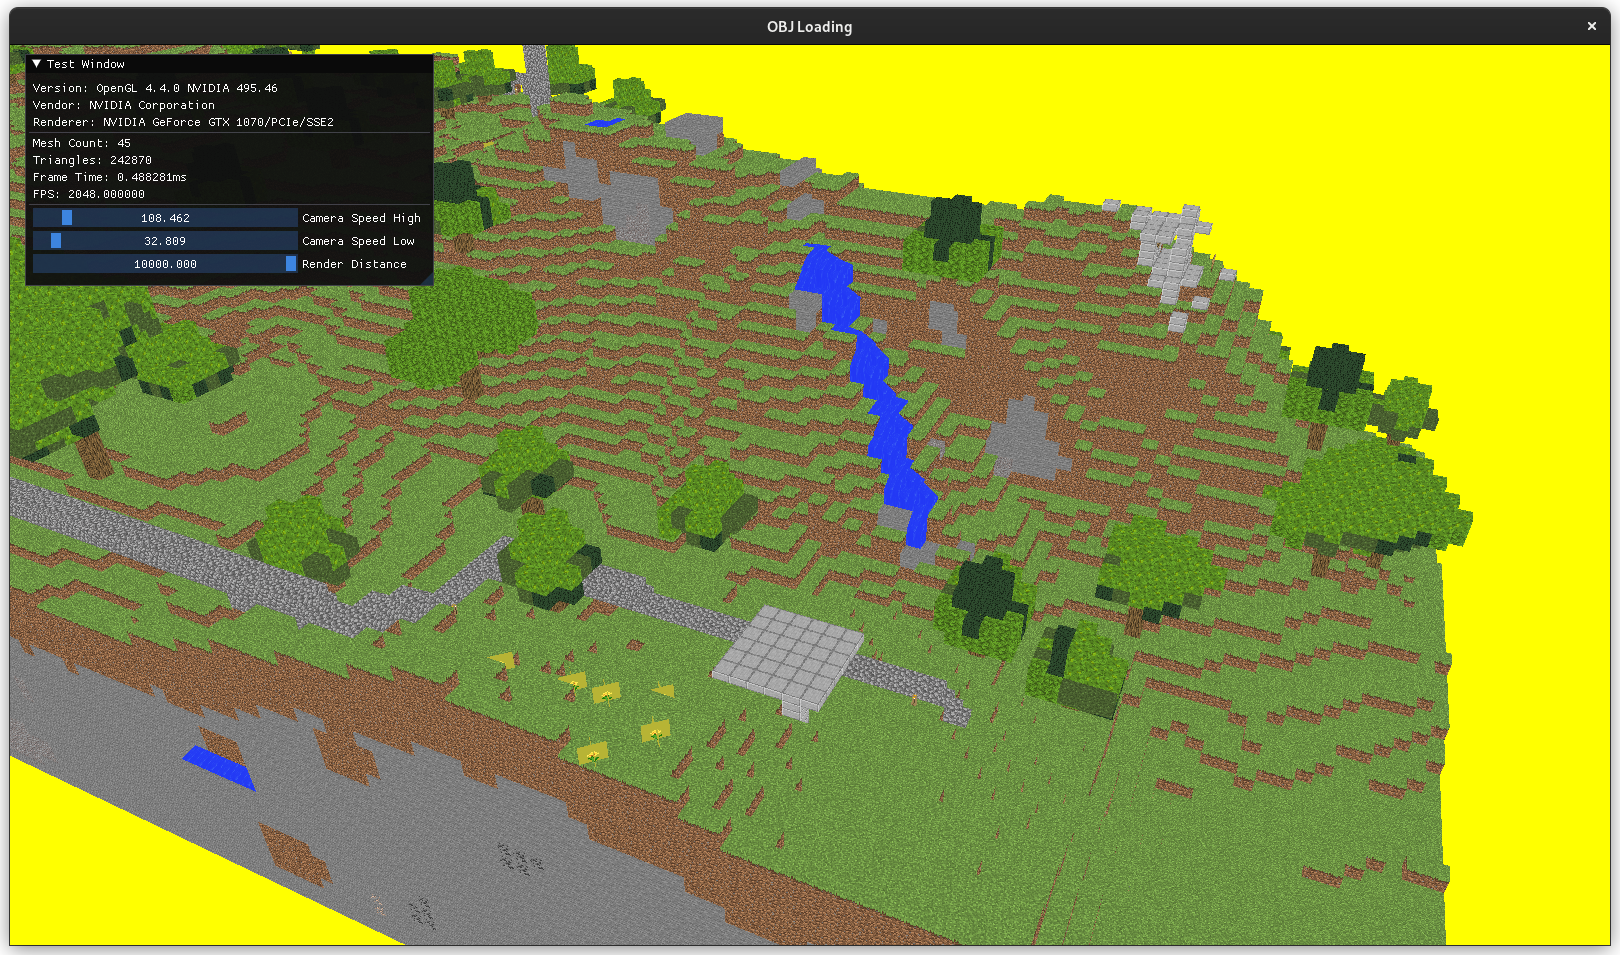 OBJ Loading
Test Window
Version: OpenGL 4.4.0 NVIDIA 495.46
Vendor: NVIDIA Corporation
Renderer: NVIDIA GeForce GTX 1070/PCIe/SSE2
Mesh Count: 45
Triangles: 242870
Frame Time: 0.488281ms
FPS: 2048.000000
108.462 Camera Speed High
32.809 Camera Speed Low
10000.000 Render Distance